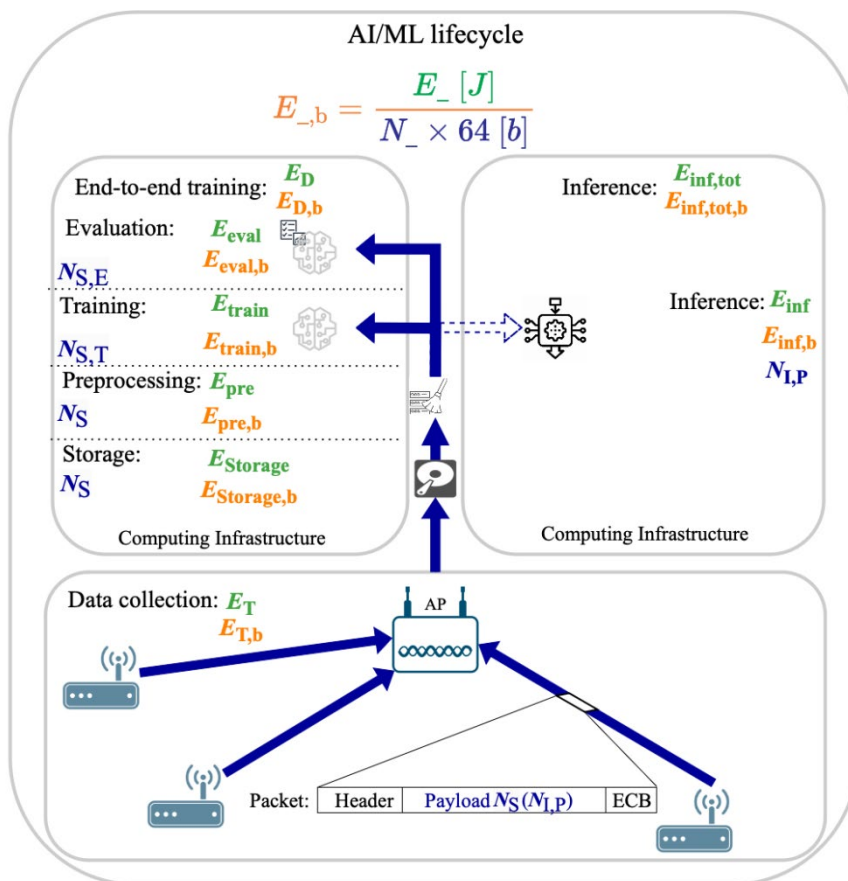 AI/ML lifecycle
E_,b = E_ [J] / N_ × 64 [b]
End-to-end training: E_D
E_D,b
Evaluation: E_eval
E_eval,b
N_S,E
Training: E_train
E_train,b
N_S,T
Preprocessing: E_pre
N_S E_pre,b
Storage: E_Storage
N_S E_Storage,b
Computing Infrastructure
Inference: E_inf,tot
E_inf,tot,b
Inference: E_inf
E_inf,b
N_I,P
Computing Infrastructure
Data collection: E_T
E_T,b
AP
Packet: Header Payload N_S(N_I,P) ECB